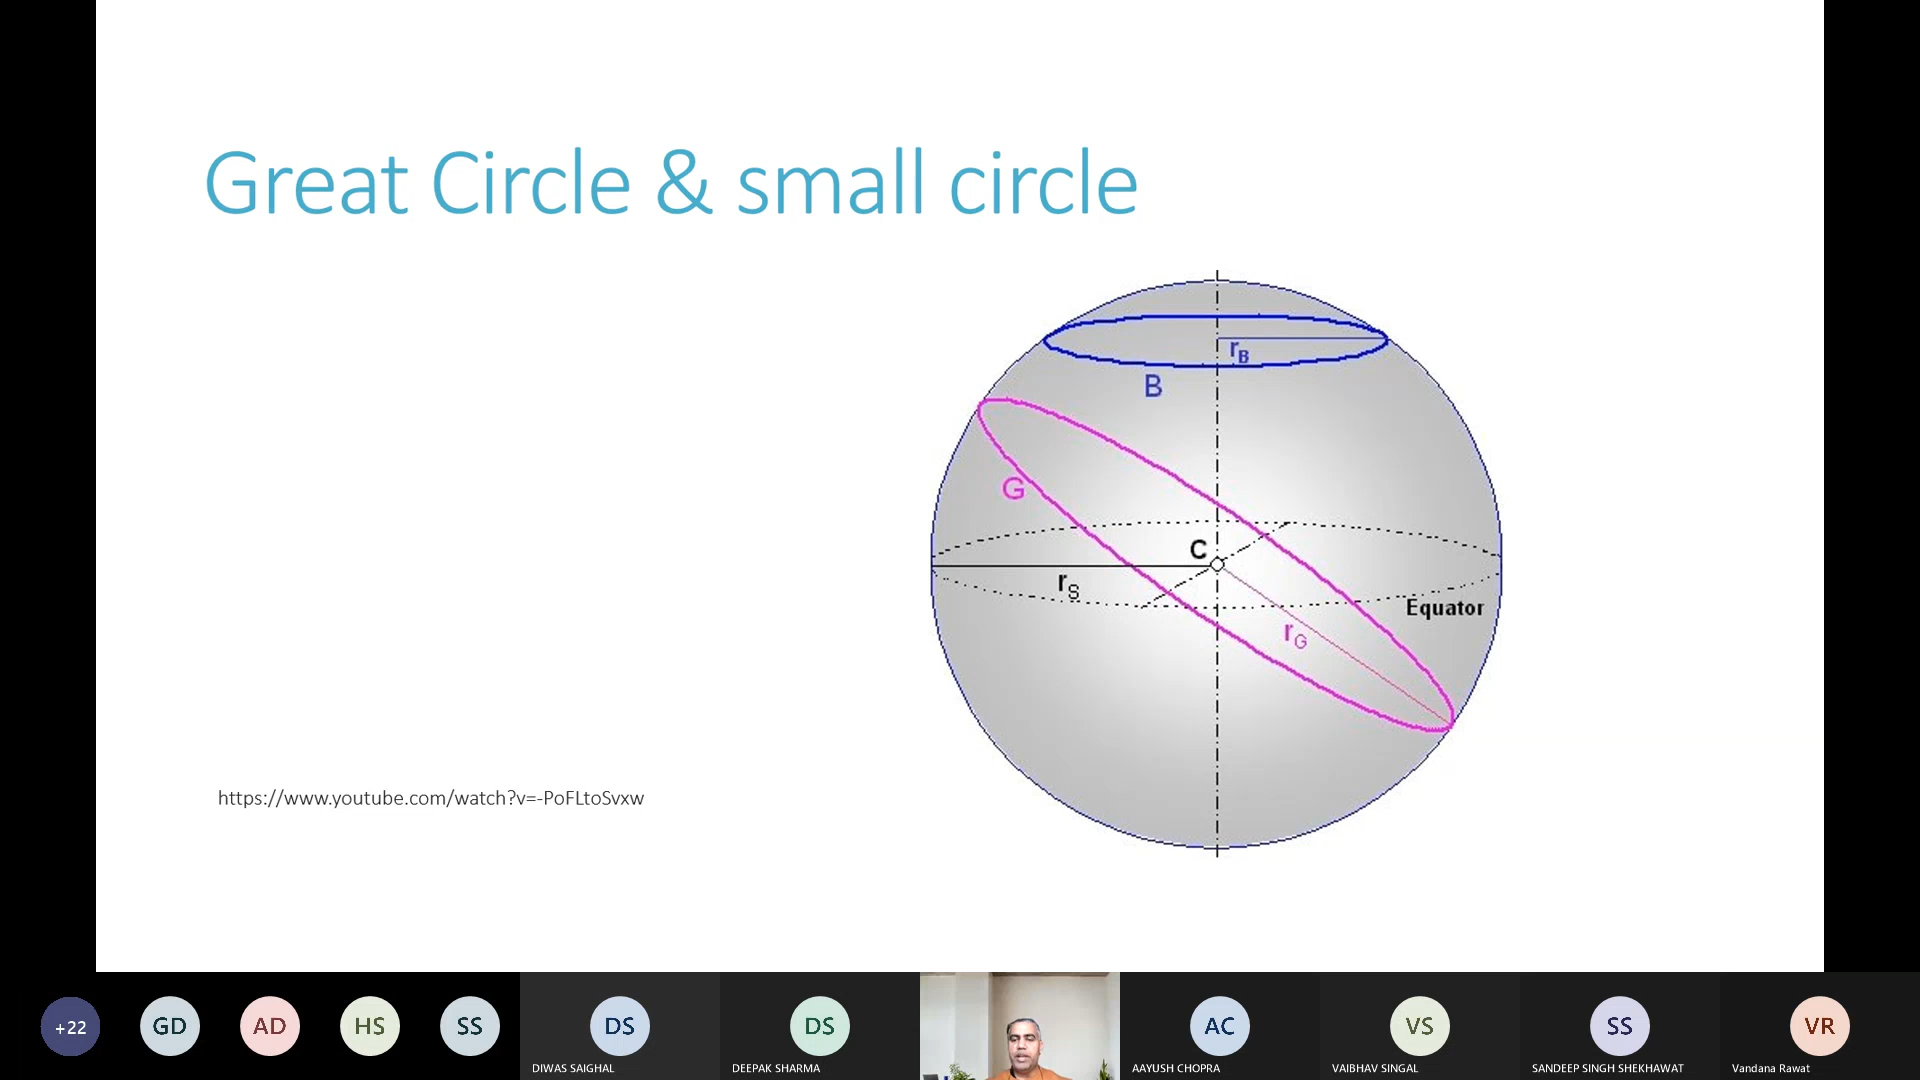 Great Circle & small circle
rB
B
G
C
rS
Equator
rG
https://www.youtube.com/watch?v=-PoFLtoSvxw
+22
GD
AD
HS
SS
DS
DIWAS SAIGHAL
DS
DEEPAK SHARMA
AC
AAYUSH CHOPRA
VS
VAIBHAV SINGAL
SS
SANDEEP SINGH SHEKHAWAT
VR
Vandana Rawat